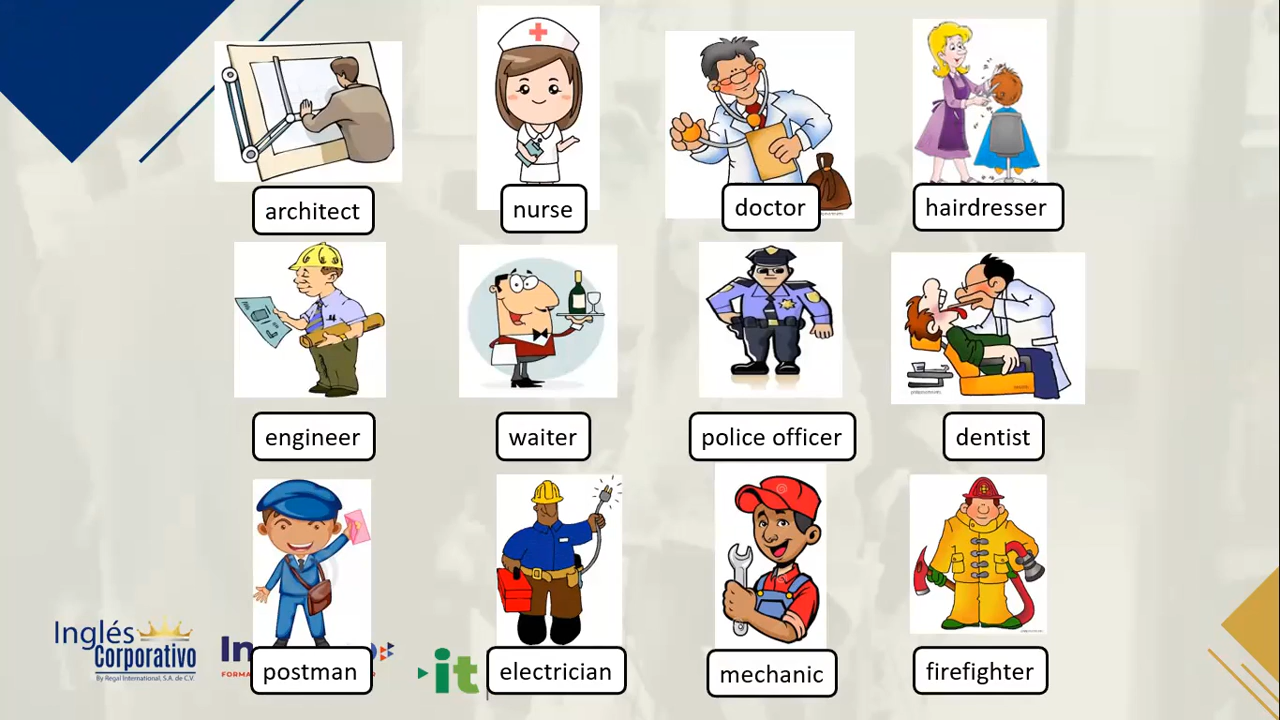 architect
nurse
doctor
hairdresser
engineer
waiter
police officer
dentist
postman
electrician
mechanic
firefighter
Inglés
Corporativo
By Regal International, S.A. de C.V.
it